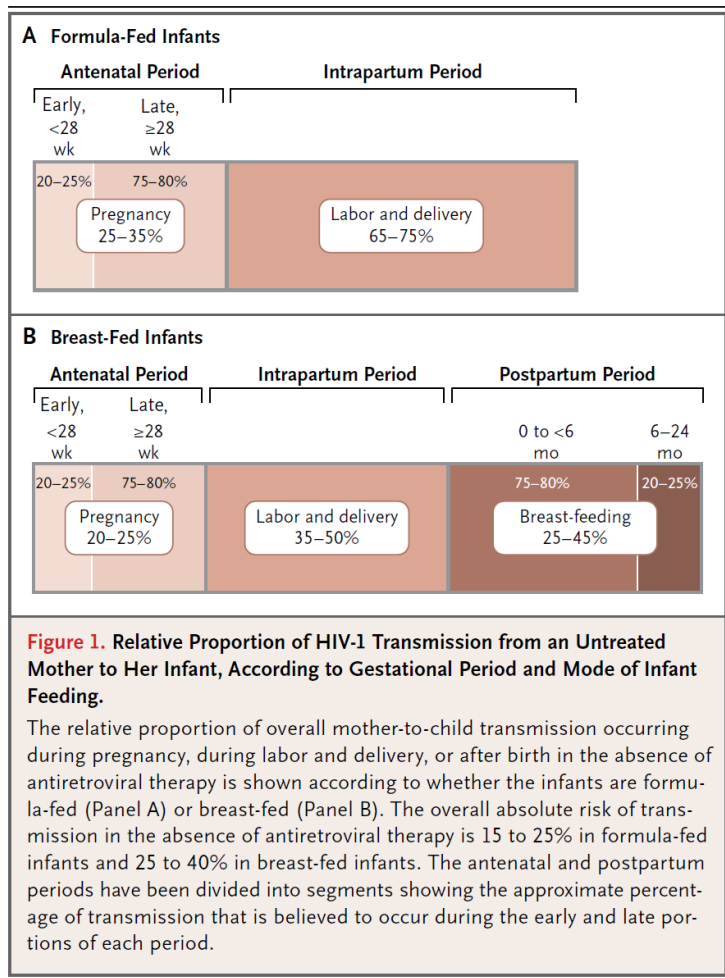 A Formula-Fed Infants
Antenatal Period Intrapartum Period
Early, Late,
<28 ≥28
wk wk
20–25% 75–80%
Pregnancy Labor and delivery
25–35% 65–75%
B Breast-Fed Infants
Antenatal Period Intrapartum Period Postpartum Period
Early, Late,
<28 ≥28 0 to <6 6–24
wk wk mo mo
20–25% 75–80% 75–80% 20–25%
Pregnancy Labor and delivery Breast-feeding
20–25% 35–50% 25–45%
Figure 1. Relative Proportion of HIV-1 Transmission from an Untreated
Mother to Her Infant, According to Gestational Period and Mode of Infant
Feeding.
The relative proportion of overall mother-to-child transmission occurring
during pregnancy, during labor and delivery, or after birth in the absence of
antiretroviral therapy is shown according to whether the infants are formu-
la-fed (Panel A) or breast-fed (Panel B). The overall absolute risk of trans-
mission in the absence of antiretroviral therapy is 15 to 25% in formula-fed
infants and 25 to 40% in breast-fed infants. The antenatal and postpartum
periods have been divided into segments showing the approximate percent-
age of transmission that is believed to occur during the early and late por-
tions of each period.